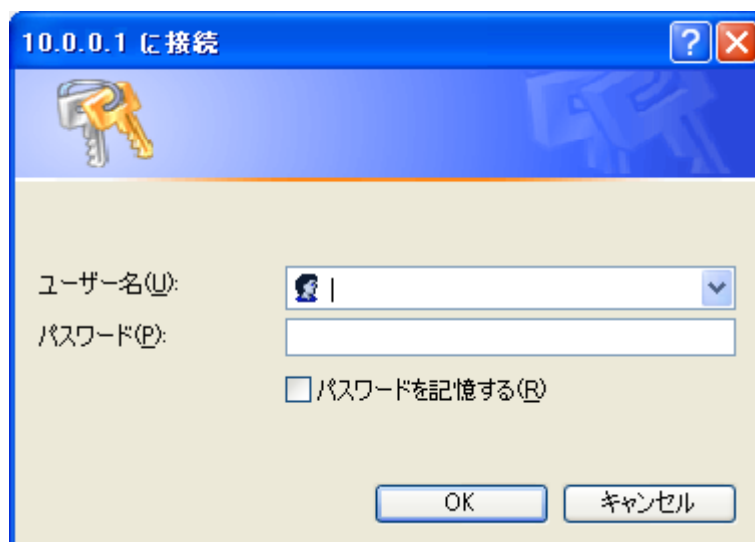 10.0.0.1 に接続
ユーザー名(U):
パスワード(P):
パスワードを記憶する(R)
OK
キャンセル